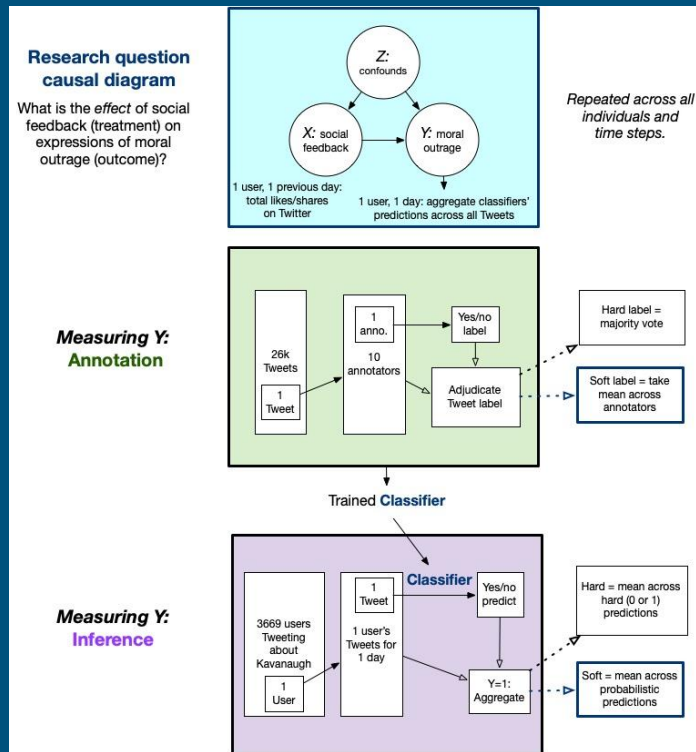 Research question
causal diagram
What is the effect of social
feedback (treatment) on
expressions of moral
outrage (outcome)?
Z:
confounds
X: social
feedback
Y: moral
outrage
1 user, 1 previous day:
total likes/shares
on Twitter
1 user, 1 day: aggregate classifiers'
predictions across all Tweets
Repeated across all
individuals and
time steps.
Measuring Y:
Annotation
26k
Tweets
1
Tweet
1
anno.
10
annotators
Yes/no
label
Adjudicate
Tweet label
Hard label =
majority vote
Soft label = take
mean across
annotators
Trained Classifier
Measuring Y:
Inference
3669 users
Tweeting
about
Kavanaugh
1
User
1
Tweet
1 user's
Tweets for
1 day
Classifier
Yes/no
predict
Y=1:
Aggregate
Hard = mean across
hard (0 or 1)
predictions
Soft = mean across
probabilistic
predictions